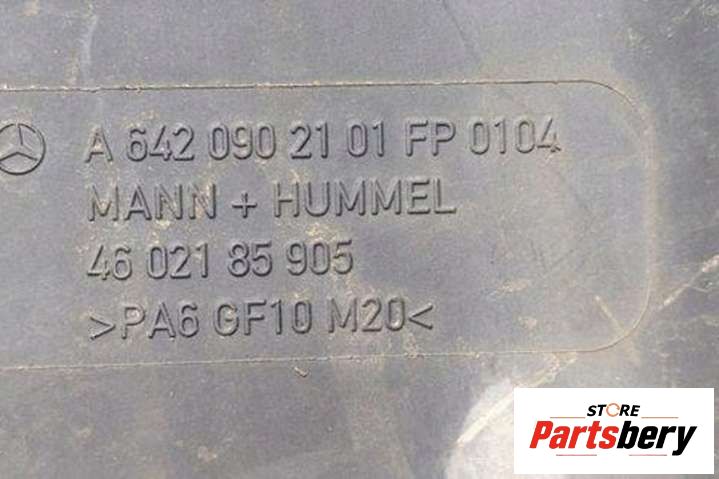 A 642 090 21 01 FP 0104
MANN + HUMMEL
46 021 85 905
>PA6 GF10 M20<
STORE
Partsbery